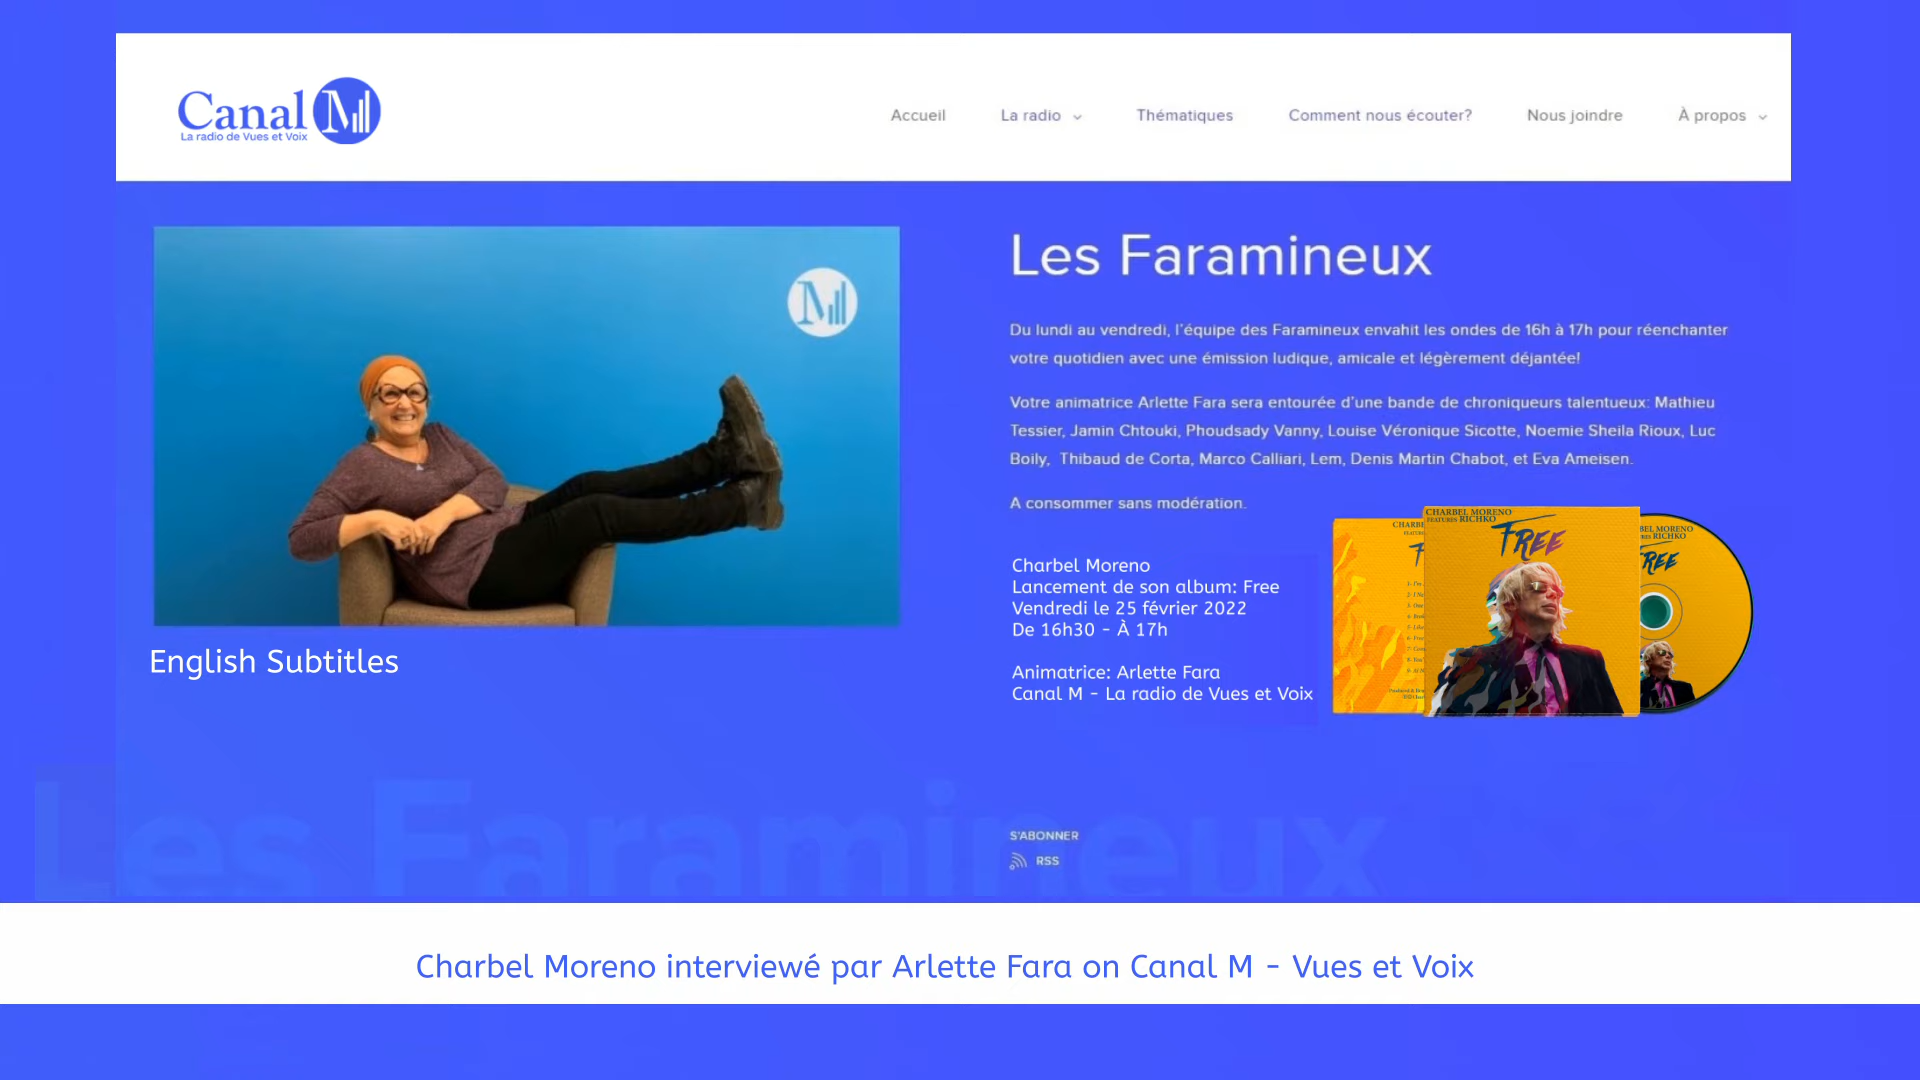 Canal M
La radio de Vues et Voix
Accueil
La radio
Thématiques
Comment nous écouter?
Nous joindre
À propos
M
Les Faramineux
Du lundi au vendredi, l'équipe des Faramineux envahit les ondes de 16h à 17h pour réenchanter
votre quotidien avec une émission ludique, amicale et légèrement déjantée!
Votre animatrice Arlette Fara sera entourée d'une bande de chroniqueurs talentueux: Mathieu
Tessier, Jamin Chtouki, Phoudsady Vanny, Louise Véronique Sicotte, Noemie Sheila Rioux, Luc
Boily, Thibaud de Corta, Marco Calliari, Lem, Denis Martin Chabot, et Eva Ameisen.
A consommer sans modération.
Charbel Moreno
Lancement de son album: Free
Vendredi le 25 février 2022
De 16h30 - À 17h
Animatrice: Arlette Fara
Canal M - La radio de Vues et Voix
CHARBEL MORENO
FEATURES RICHKO
FREE
English Subtitles
Les Faramineux
S'ABONNER
RSS
Charbel Moreno interviewé par Arlette Fara on Canal M - Vues et Voix